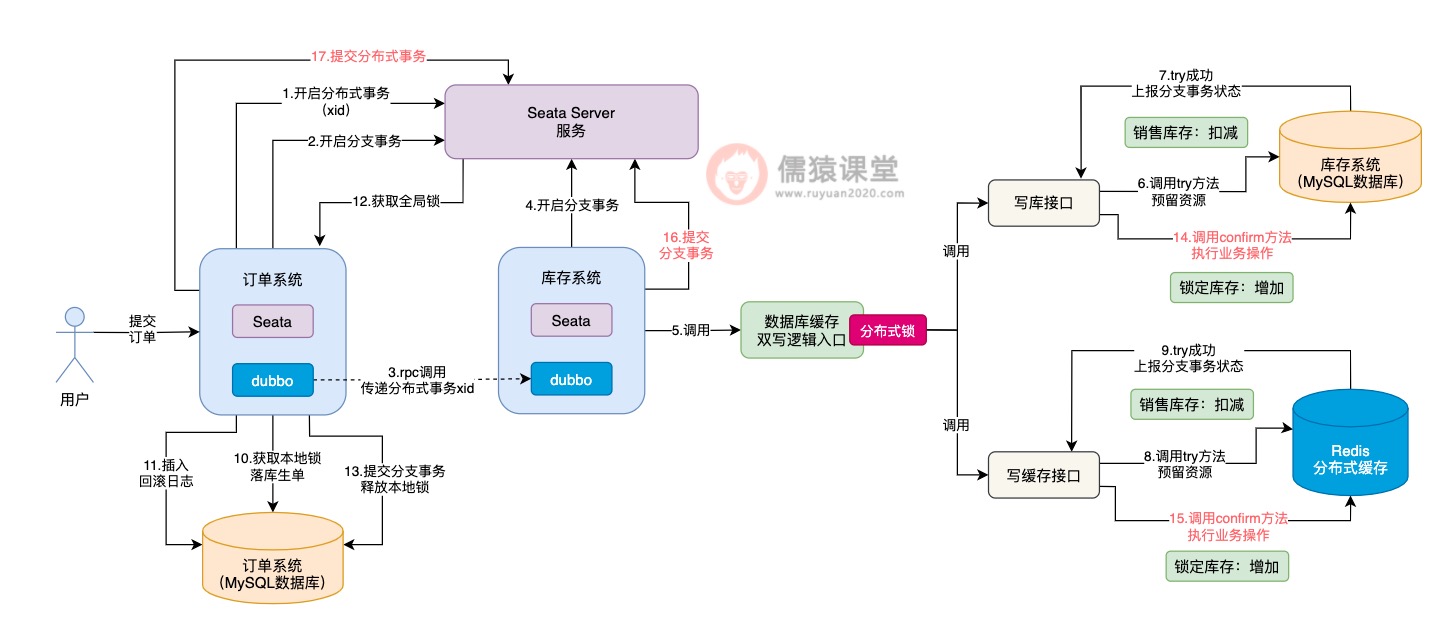 17.提交分布式事务
1.开启分布式事务
（xid）
2.开启分支事务
Seata Server
服务
12.获取全局锁
4.开启分支事务
16.提交
分支事务
儒猿课堂
www.ruyuan2020.com
7.try成功
上报分支事务状态
销售库存：扣减
库存系统
（MySQL数据库）
写库接口
6.调用try方法
预留资源
14.调用confirm方法
执行业务操作
锁定库存：增加
调用
用户
提交
订单
订单系统
Seata
dubbo
3.rpc调用
传递分布式事务xid
库存系统
Seata
dubbo
5.调用
数据库缓存
双写逻辑入口
分布式锁
调用
9.try成功
上报分支事务状态
销售库存：扣减
Redis
分布式缓存
写缓存接口
8.调用try方法
预留资源
15.调用confirm方法
执行业务操作
锁定库存：增加
11.插入
回滚日志
10.获取本地锁
落库生单
13.提交分支事务
释放本地锁
订单系统
（MySQL数据库）